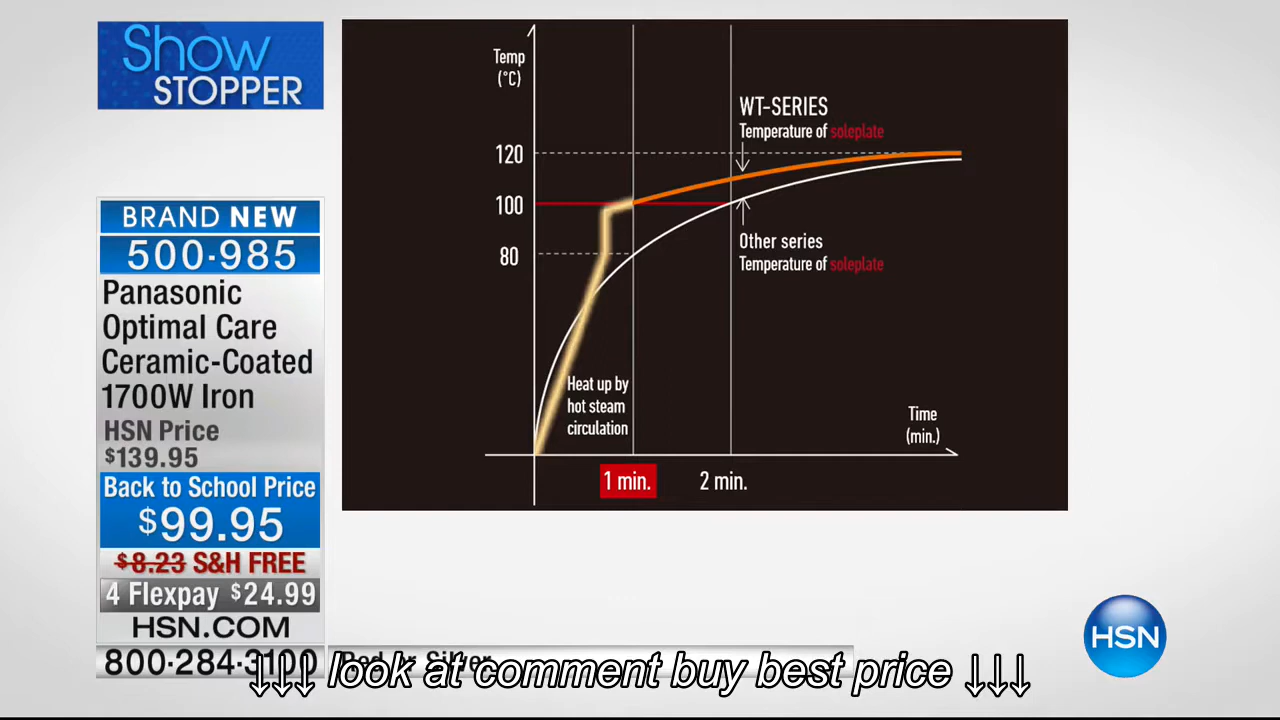 Show
STOPPER
BRAND NEW
500-985
Panasonic
Optimal Care
Ceramic-Coated
1700W Iron
HSN Price
$139.95
Back to School Price
$99.95
$8.23 S&H FREE
4 Flexpay $24.99
HSN.COM
800-284-3100
Red or Silver
Temp
(°C)
120
100
80
WT-SERIES
Temperature of soleplate
Other series
Temperature of soleplate
Heat up by
hot steam
circulation
Time
(min.)
1 min.
2 min.
HSN
↓↓↓ look at comment buy best price ↓↓↓